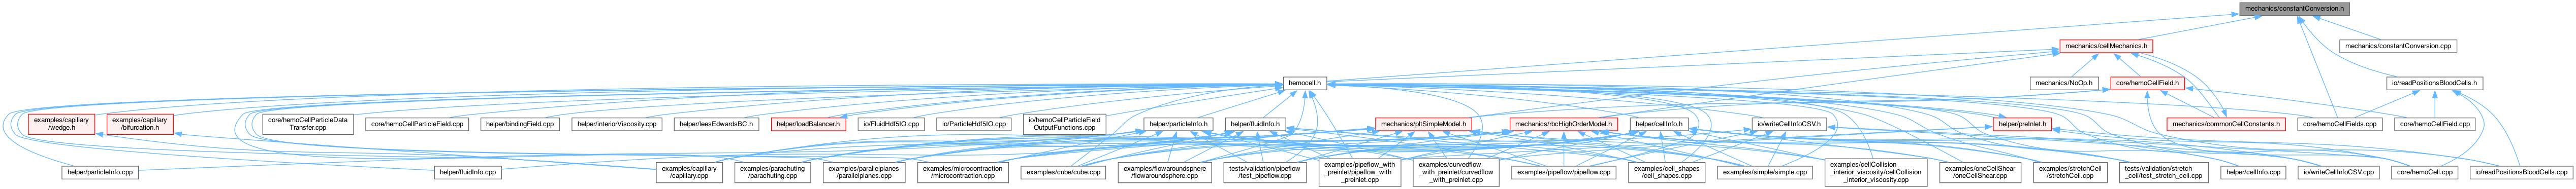 mechanics/constantConversion.h
mechanics/cellMechanics.h
mechanics/constantConversion.cpp
hemocell.h
mechanics/NoOp.h
core/hemoCellField.h
io/readPositionsBloodCells.h
examples/capillary
/wedge.h
examples/capillary
/bifurcation.h
core/hemoCellParticleData
Transfer.cpp
core/hemoCellParticleField.cpp
helper/bindingField.cpp
helper/interiorViscosity.cpp
helper/leesEdwardsBC.h
helper/loadBalancer.h
io/FluidHdf5IO.cpp
io/ParticleHdf5IO.cpp
io/hemoCellParticleField
OutputFunctions.cpp
helper/particleInfo.h
helper/fluidInfo.h
mechanics/pltSimpleModel.h
mechanics/rbcHighOrderModel.h
helper/cellInfo.h
io/writeCellInfoCSV.h
helper/preInlet.h
mechanics/commonCellConstants.h
core/hemoCellFields.cpp
core/hemoCellField.cpp
helper/particleInfo.cpp
helper/fluidInfo.cpp
examples/capillary
/capillary.cpp
examples/parachuting
/parachuting.cpp
examples/parallelplanes
/parallelplanes.cpp
examples/microcontraction
/microcontraction.cpp
examples/cube/cube.cpp
examples/flowaroundsphere
/flowaroundsphere.cpp
tests/validation/pipeflow
/test_pipeflow.cpp
examples/pipeflow_with
_preinlet/pipeflow_with
_preinlet.cpp
examples/curvedflow
_with_preinlet/curvedflow
_with_preinlet.cpp
examples/pipeflow/pipeflow.cpp
examples/cell_shapes
/cell_shapes.cpp
examples/simple/simple.cpp
examples/cellCollision
_interior_viscosity/cellCollision
_interior_viscosity.cpp
examples/oneCellShear
/oneCellShear.cpp
examples/stretchCell
/stretchCell.cpp
tests/validation/stretch
_cell/test_stretch_cell.cpp
helper/cellInfo.cpp
io/writeCellInfoCSV.cpp
core/hemoCell.cpp
io/readPositionsBloodCells.cpp